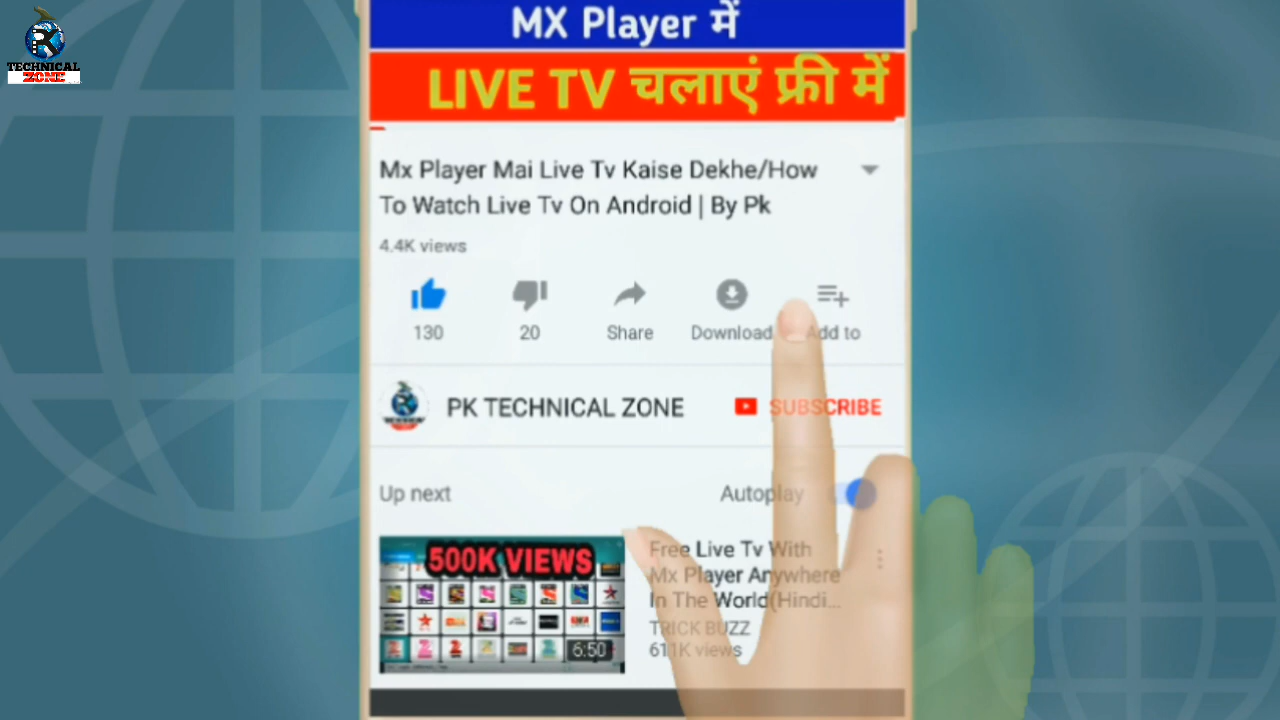 TECHNICAL
ZONE
MX Player में
LIVE TV चलाएं फ्री में
Mx Player Mai Live Tv Kaise Dekhe/How
To Watch Live Tv On Android | By Pk
4.4K views
130
20
Share
Download
Add to
PK TECHNICAL ZONE
SUBSCRIBE
Up next
Autoplay
500K VIEWS
6:50
Free Live Tv With
Mx Player Anywhere
In The World(Hindi...
TRICK BUZZ
611K views